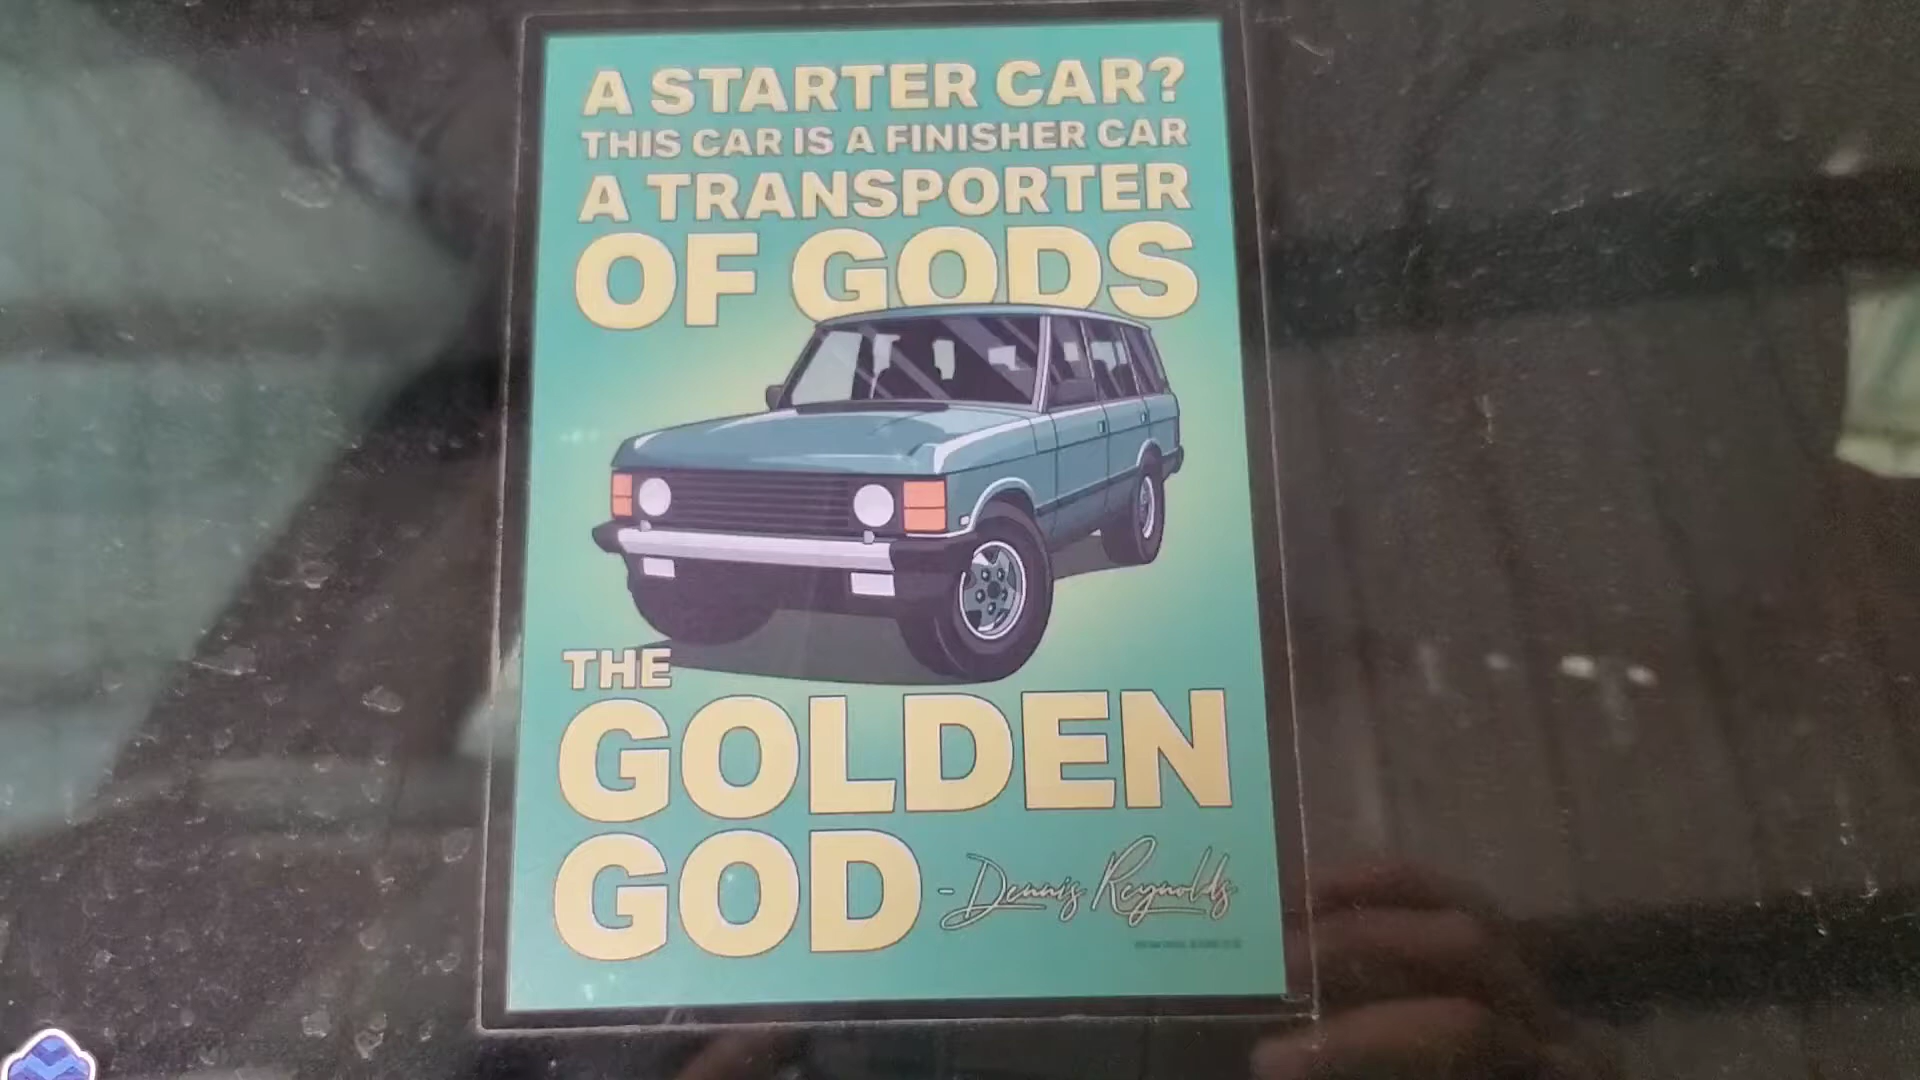 A STARTER CAR?
THIS CAR IS A FINISHER CAR
A TRANSPORTER
OF GODS
THE
GOLDEN
GOD
- Dennis Reynolds